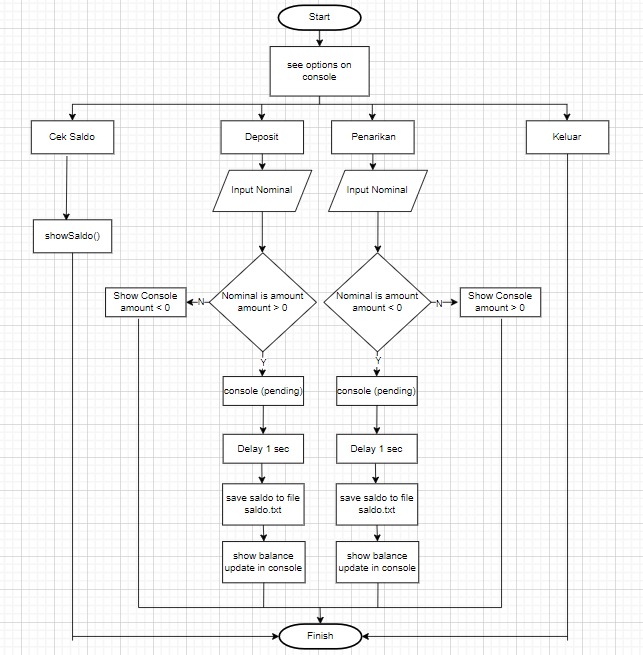 Start
see options on
console
Cek Saldo
Deposit
Penarikan
Keluar
Input Nominal
Input Nominal
showSaldo()
Show Console
amount < 0
N
Nominal is amount
amount > 0
Nominal is amount
amount < 0
N
Show Console
amount > 0
Y
Y
console (pending)
console (pending)
Delay 1 sec
Delay 1 sec
save saldo to file
saldo.txt
save saldo to file
saldo.txt
show balance
update in console
show balance
update in console
Finish